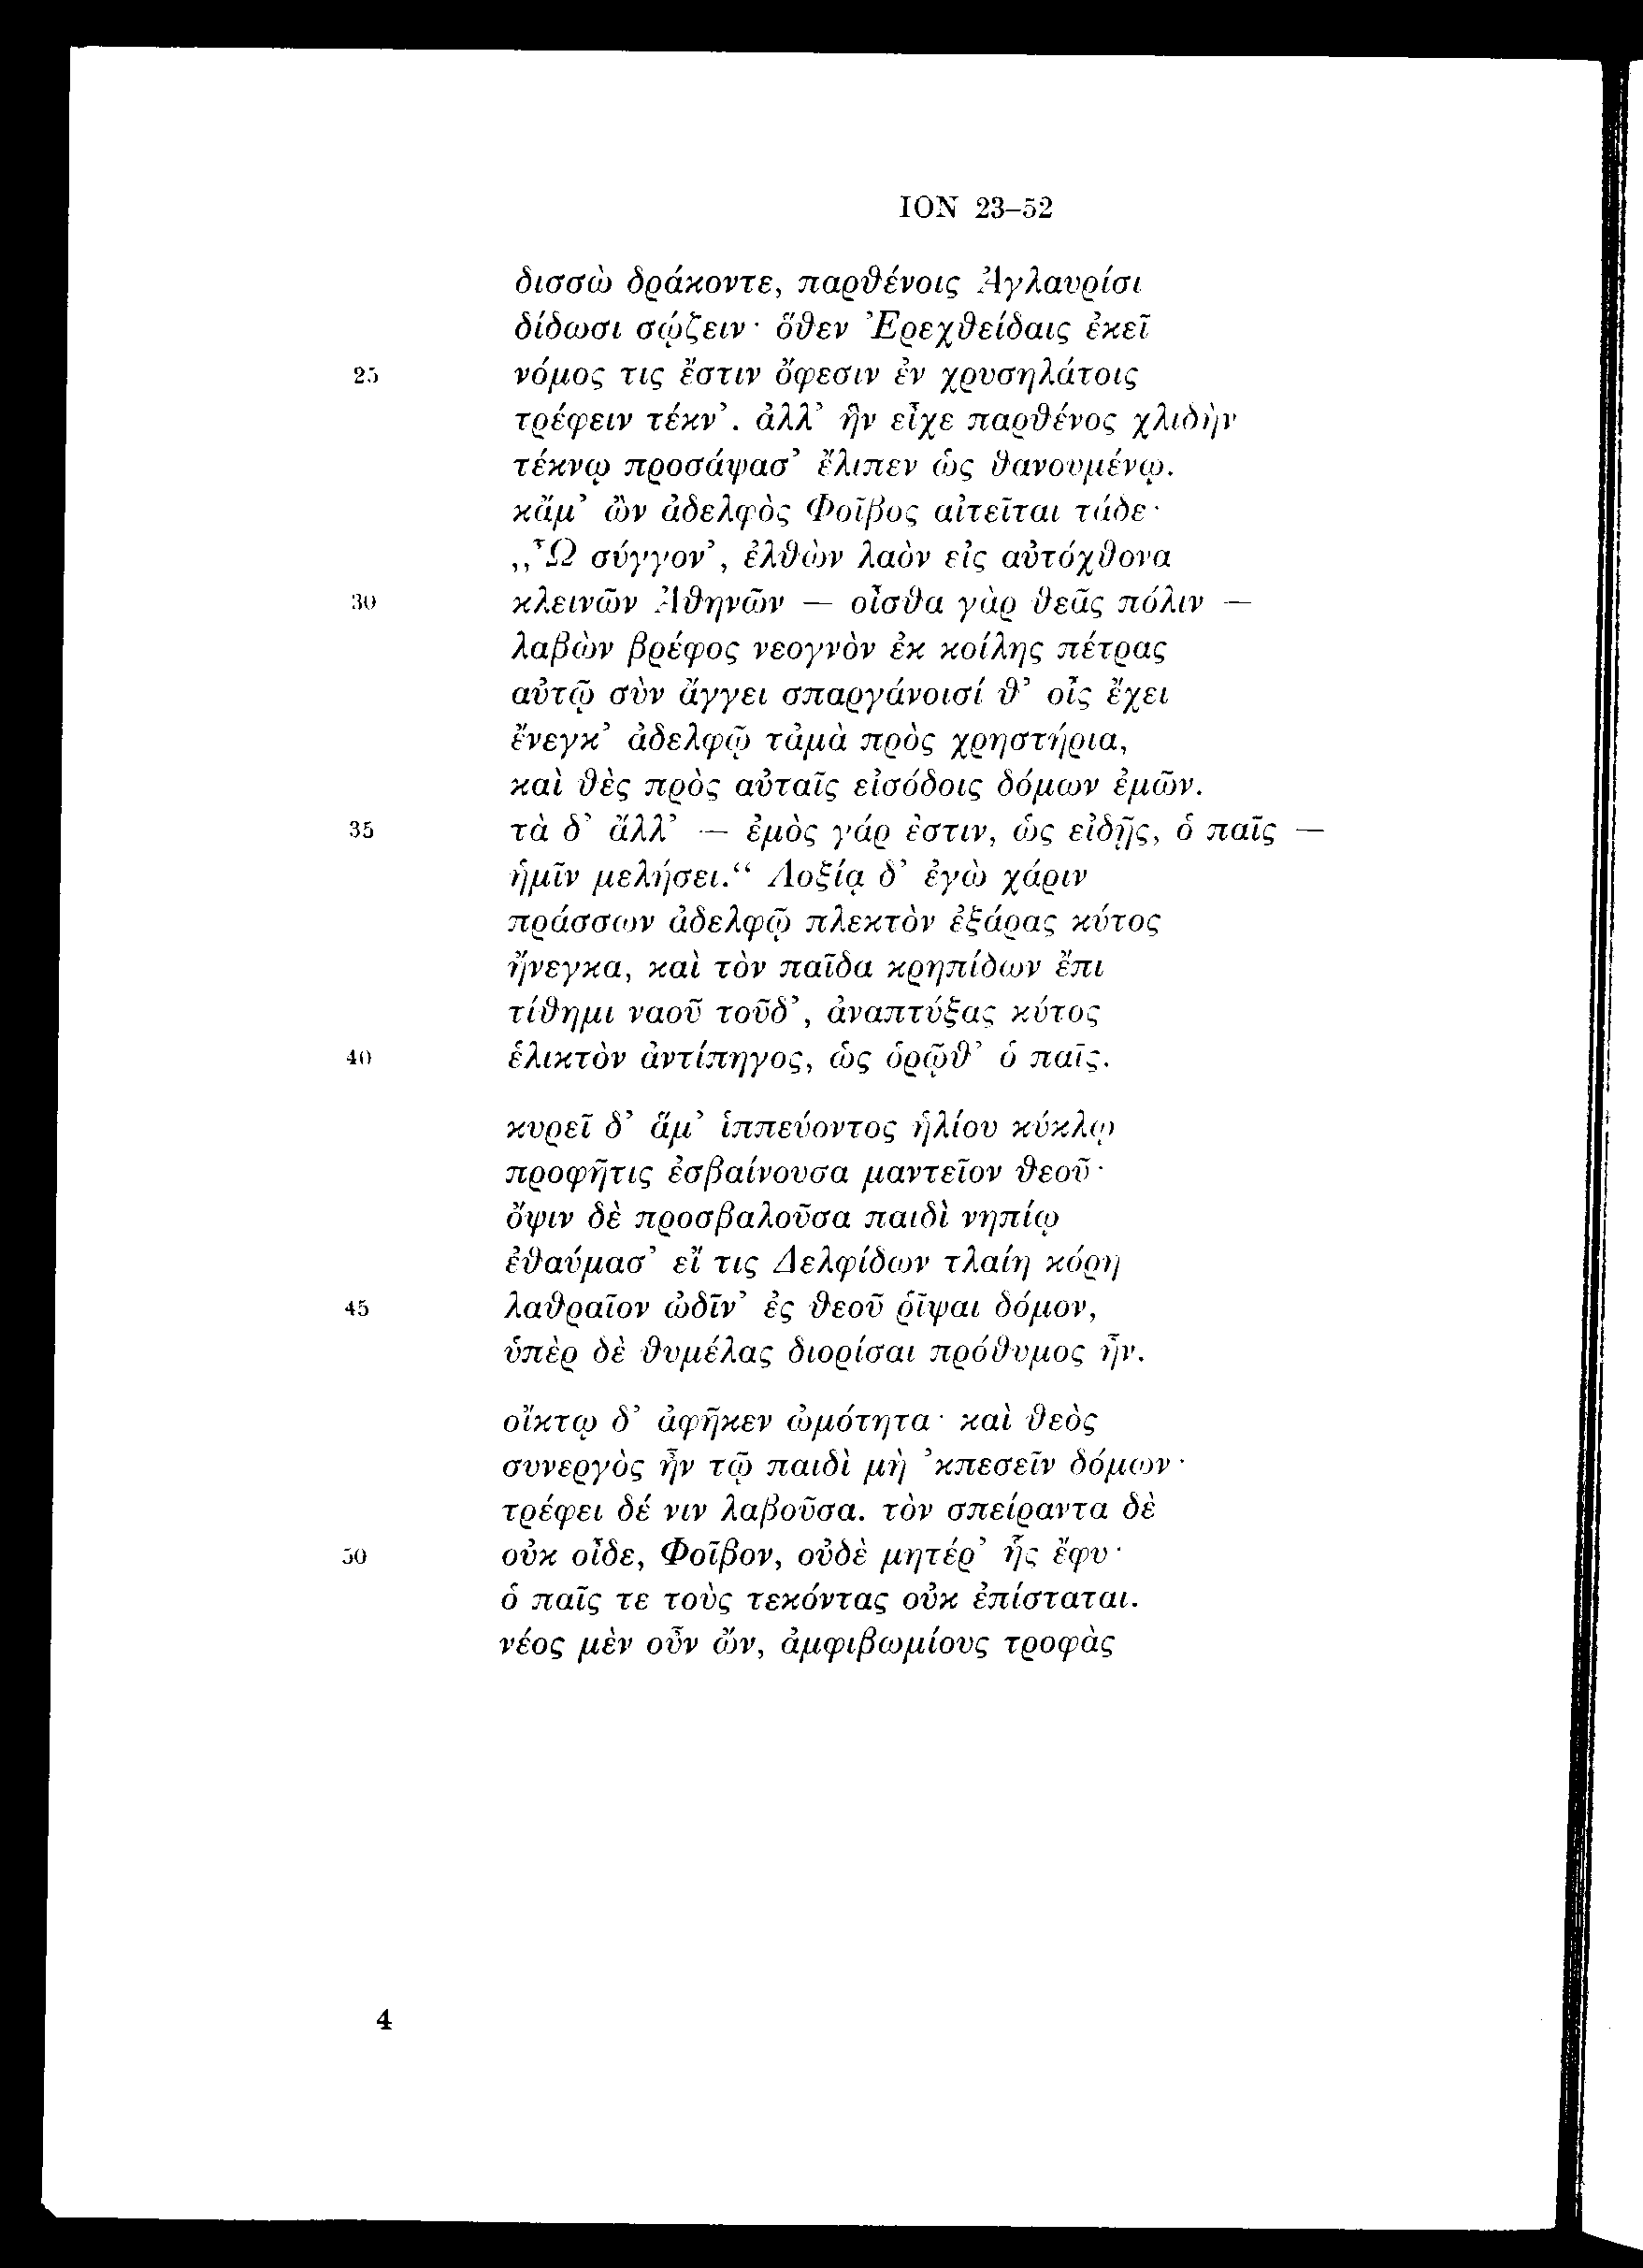 ION 23–52
δισσὼ δράκοντε, παρθένοις Ἀγλαυρίσι
δίδωσι σῴζειν· ὅθεν Ἐρεχθείδαις ἐκεῖ
25 νόμος τις ἔστιν ὄφεσιν ἐν χρυσηλάτοις
τρέφειν τέκν’. ἀλλ’ ἣν εἶχε παρθένος χλιδὴν
τέκνῳ προσάψασ’ ἔλιπεν ὡς θανουμένῳ.
κἄμ’ ὢν ἀδελφὸς Φοῖβος αἰτεῖται τάδε·
„Ὦ σύγγον’, ἐλθὼν λαὸν εἰς αὐτόχθονα
30 κλεινῶν Ἀθηνῶν — οἶσθα γὰρ θεᾶς πόλιν —
λαβὼν βρέφος νεογνὸν ἐκ κοίλης πέτρας
αὐτῷ σὺν ἄγγει σπαργάνοισί θ’ οἷς ἔχει
ἔνεγκ’ ἀδελφῷ τἀμὰ πρὸς χρηστήρια,
καὶ θὲς πρὸς αὐταῖς εἰσόδοις δόμων ἐμῶν.
35 τὰ δ’ ἄλλ’ — ἐμὸς γάρ ἐστιν, ὡς εἰδῇς, ὁ παῖς —
ἡμῖν μελήσει.“ Λοξίᾳ δ’ ἐγὼ χάριν
πράσσων ἀδελφῷ πλεκτὸν ἐξάρας κύτος
ἤνεγκα, καὶ τὸν παῖδα κρηπίδων ἔπι
τίθημι ναοῦ τοῦδ’, ἀναπτύξας κύτος
40 ἑλικτὸν ἀντίπηγος, ὡς ὁρῷθ’ ὁ παῖς.
κυρεῖ δ’ ἅμ’ ἱππεύοντος ἡλίου κύκλῳ
προφῆτις ἐσβαίνουσα μαντεῖον θεοῦ·
ὄψιν δὲ προσβαλοῦσα παιδὶ νηπίῳ
ἐθαύμασ’ εἴ τις Δελφίδων τλαίη κόρη
45 λαθραῖον ὠδῖν’ ἐς θεοῦ ῥῖψαι δόμον,
ὑπὲρ δὲ θυμέλας διορίσαι πρόθυμος ἦν.
οἴκτῳ δ’ ἀφῆκεν ὠμότητα· καὶ θεὸς
συνεργὸς ἦν τῷ παιδὶ μὴ ’κπεσεῖν δόμων·
τρέφει δέ νιν λαβοῦσα. τὸν σπείραντα δὲ
50 οὐκ οἶδε, Φοῖβον, οὐδὲ μητέρ’ ἧς ἔφυ·
ὁ παῖς τε τοὺς τεκόντας οὐκ ἐπίσταται.
νέος μὲν οὖν ὤν, ἀμφιβωμίους τροφὰς
4